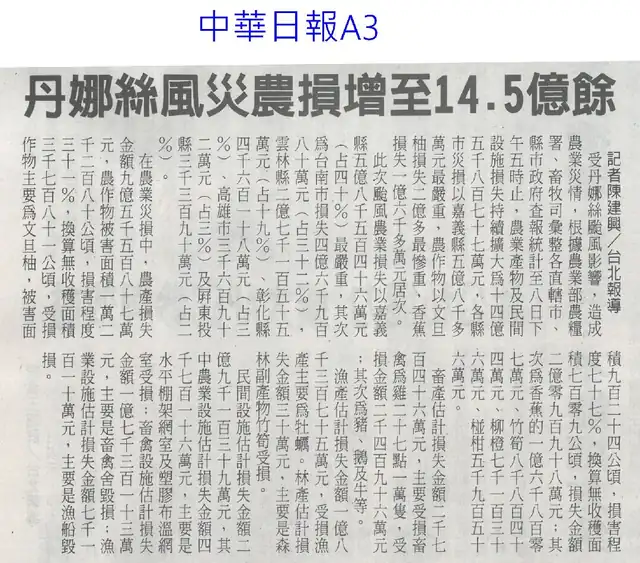 中華日報A3
丹娜絲風災農損增至14.5億餘
記者陳建興╱台北報導
受丹娜絲颱風影響，造成
農業災情，根據農業部農糧
署、畜牧司彙整各直轄市、
縣市政府查報統計至八日下
午五時止，農業產物及民間
設施損失持續擴大為十四億
五千八百七十七萬元，各縣
市災損以嘉義縣五億八千多
萬元最嚴重，農作物以文旦
柚損失二億多最慘重，香蕉
損失一億六千多萬元居次。
此次颱風農業損失以嘉義
縣五億八千五百四十六萬元
（占四十%）最嚴重，其次
為台南市損失四億六千九百
八十萬元（占三十二%），
雲林縣二億七千一百五十五
萬元（占十九%）、彰化縣
四千六百一十八萬元（占三
%）、高雄市三千六百九十
二萬元（占三%）及屏東投
縣三千三百十一萬元（占二
%）。
在農業災損中，農產損失
金額九億五千五百八十七萬
元，農作物被害面積一萬二
千二百八十公頃，損害程度
三十一%，換算無收穫面積
三千七百八十一公頃，受損
作物主要為文旦柚，被害面
積九百二十四公頃，損害程
度七十七%，換算無收穫面
積七百零九公頃，損失金額
二億零九百九十八萬元；其
次為香蕉的一億六千八百零
七萬元，竹筍八千八百四十
四萬元、柳橙七千一百三十
六萬元、椪柑五千九百五十
六萬元。
畜產估計損失金額二千七
百四十六萬元，主要受損畜
禽為雞二十七點一萬隻，受
損金額二千四百九十六萬元
；其次為豬、鵝及牛等。
漁產估計損失金額一億八
千三百七十五萬元，受損漁
產主要為牡蠣。林產估計損
失金額三十萬元，主要是森
林副產物竹筍受損。
民間設施估計損失金額二
億九千一百三十九萬元，其
中農業設施估計損失金額四
千七百一十六萬元，主要是
水平棚架網室及塑膠布溫網
室受損；畜禽設施估計損失
金額一億七千三百一十三萬
元，主要是畜禽舍毀損；漁
業設施估計損失金額七千一
百一十萬元，主要是漁船毀
損。